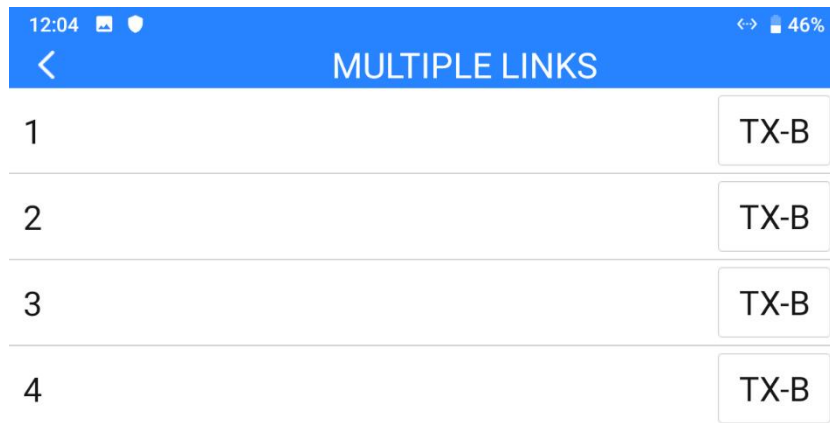 12:04 46%
MULTIPLE LINKS
1 TX-B
2 TX-B
3 TX-B
4 TX-B